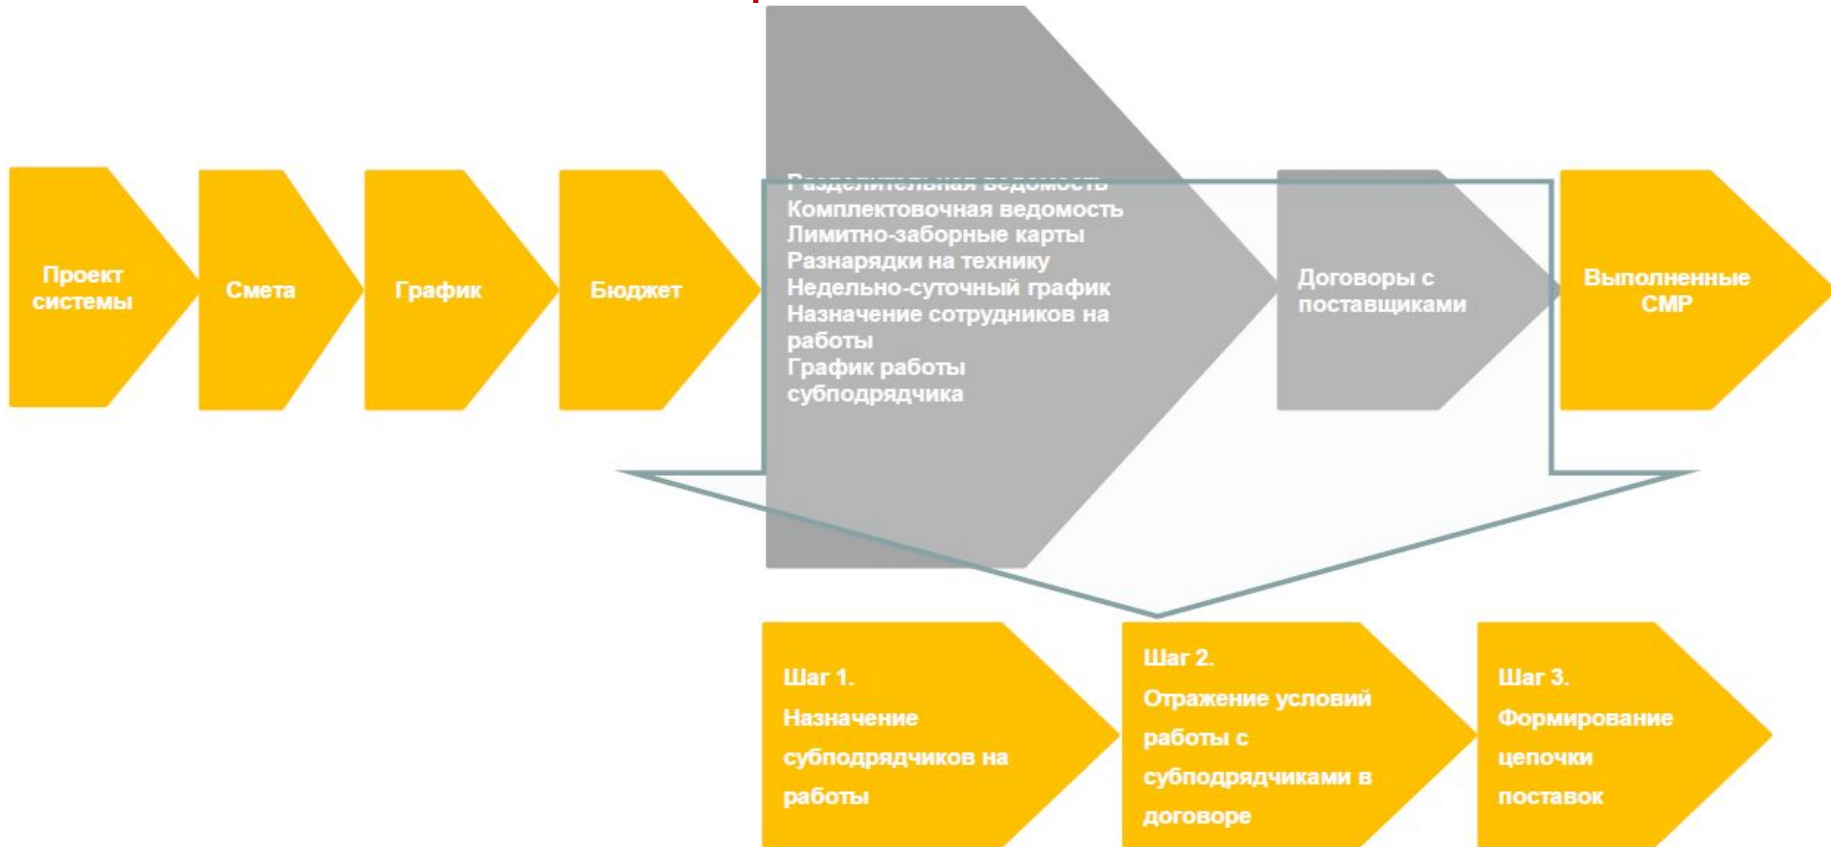 Проект
системы
Смета
График
Бюджет
Разделительная ведомость
Комплектовочная ведомость
Лимитно-заборные карты
Разнарядки на технику
Недельно-суточный график
Назначение сотрудников на
работы
График работы
субподрядчика
Договоры с
поставщиками
Выполненные
СМР
Шаг 1.
Назначение
субподрядчиков на
работы
Шаг 2.
Отражение условий
работы с
субподрядчиками в
договоре
Шаг 3.
Формирование
цепочки
поставок